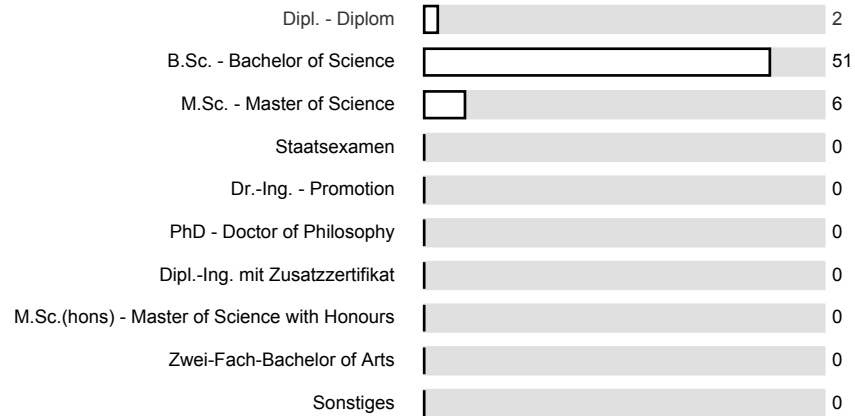 Dipl. - Diplom 2
B.Sc. - Bachelor of Science 51
M.Sc. - Master of Science 6
Staatsexamen 0
Dr.-Ing. - Promotion 0
PhD - Doctor of Philosophy 0
Dipl.-Ing. mit Zusatzzertifikat 0
M.Sc.(hons) - Master of Science with Honours 0
Zwei-Fach-Bachelor of Arts 0
Sonstiges 0